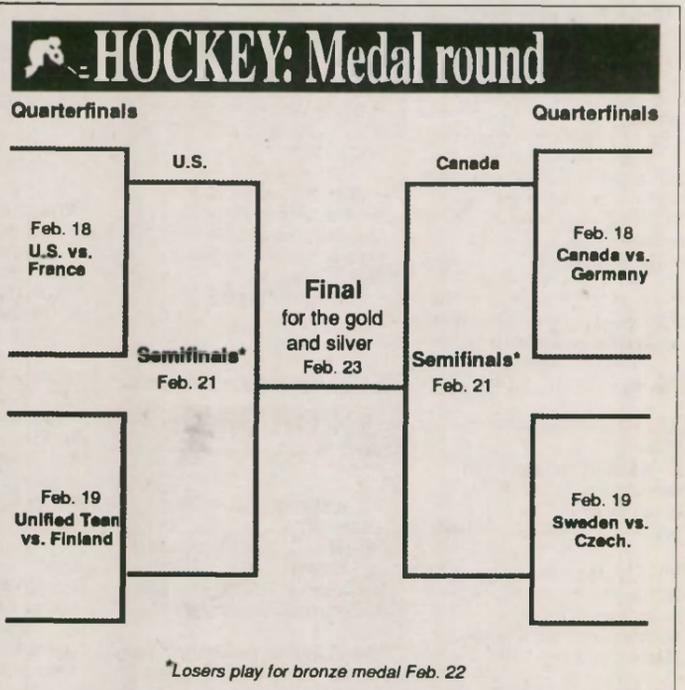 HOCKEY: Medal round
Quarterfinals
Quarterfinals
U.S.
Canada
Feb. 18
U.S. vs.
France
Feb. 18
Canada vs.
Germany
Final
for the gold
and silver
Feb. 23
Semifinals*
Feb. 21
Semifinals*
Feb. 21
Feb. 19
Unified Team
vs. Finland
Feb. 19
Sweden vs.
Czech.
*Losers play for bronze medal Feb. 22